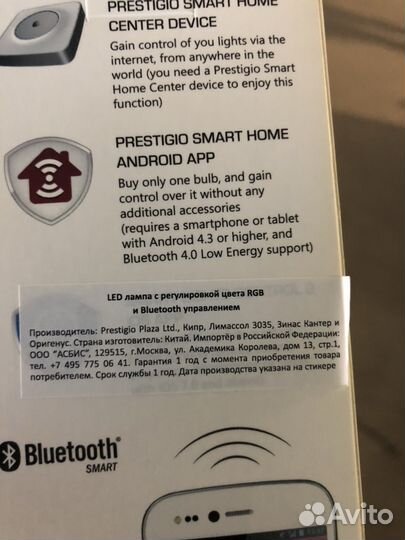 PRESTIGIO SMART HOME
CENTER DEVICE
Gain control of you lights via the
internet, from anywhere in the
world (you need a Prestigio Smart
Home Center device to enjoy this
function)
PRESTIGIO SMART HOME
ANDROID APP
Buy only one bulb, and gain
control over it without any
additional accessories
(requires a smartphone or tablet
with Android 4.3 or higher, and
Bluetooth 4.0 Low Energy support)
LED лампа с регулировкой цвета RGB
и Bluetooth управлением
Производитель: Prestigio Plaza Ltd., Кипр, Лимассол 3035, Зинас Кантер и
Оригенус. Страна изготовитель: Китай. Импортёр в Российской Федерации:
ООО "АСБИС", 129515, г.Москва, ул. Академика Королева, дом 13, стр.1,
тел. +7 495 775 06 41. Гарантия 1 год с момента приобретения товара
потребителем. Срок службы 1 год. Дата производства указана на стикере
Bluetooth®
SMART
Avito